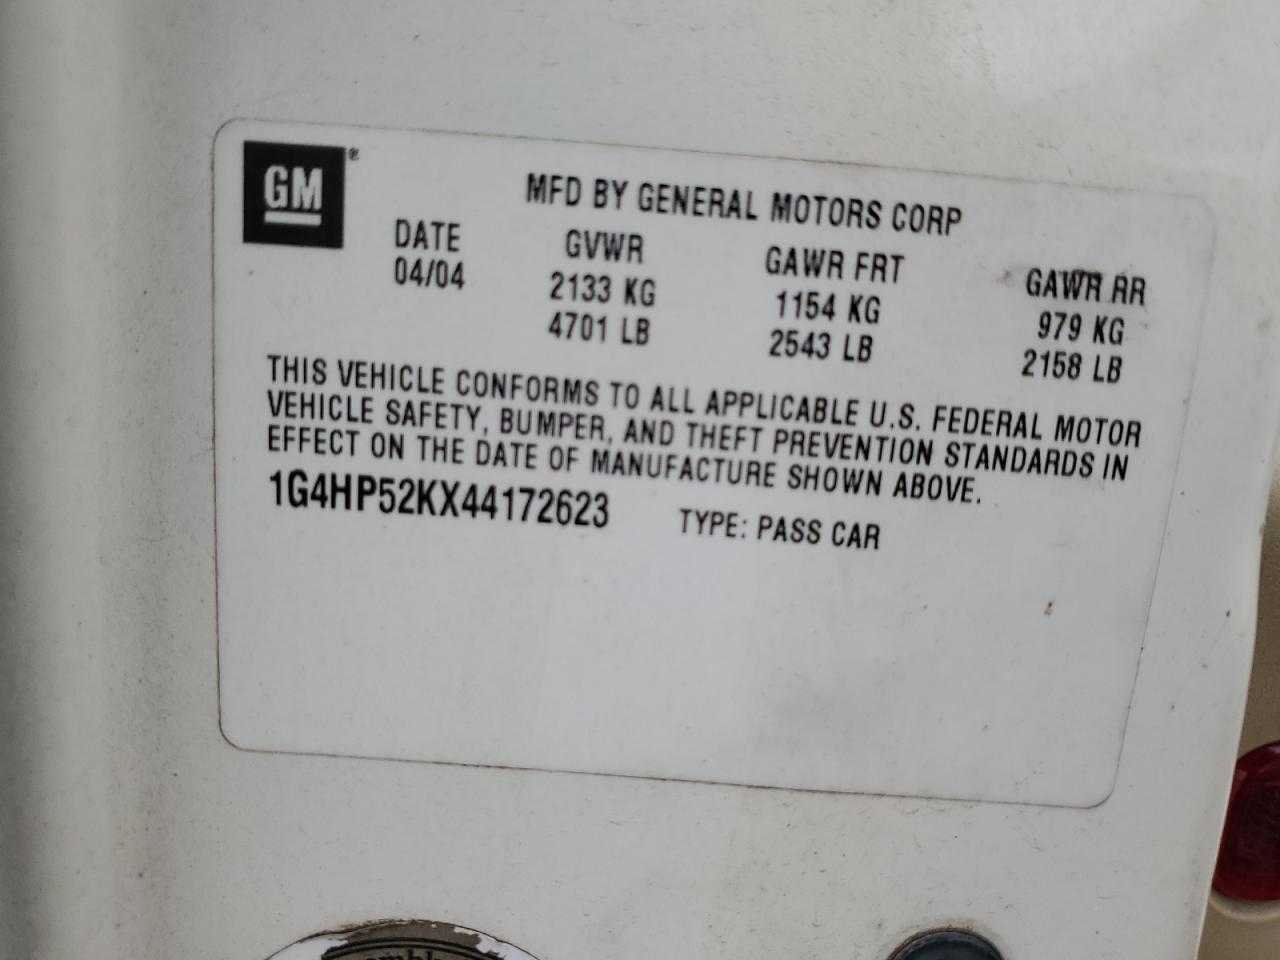 GM®
MFD BY GENERAL MOTORS CORP
DATE GVWR GAWR FRT GAWR RR
04/04 2133 KG 1154 KG 979 KG
4701 LB 2543 LB 2158 LB
THIS VEHICLE CONFORMS TO ALL APPLICABLE U.S. FEDERAL MOTOR
VEHICLE SAFETY, BUMPER, AND THEFT PREVENTION STANDARDS IN
EFFECT ON THE DATE OF MANUFACTURE SHOWN ABOVE.
1G4HP52KX44172623 TYPE: PASS CAR